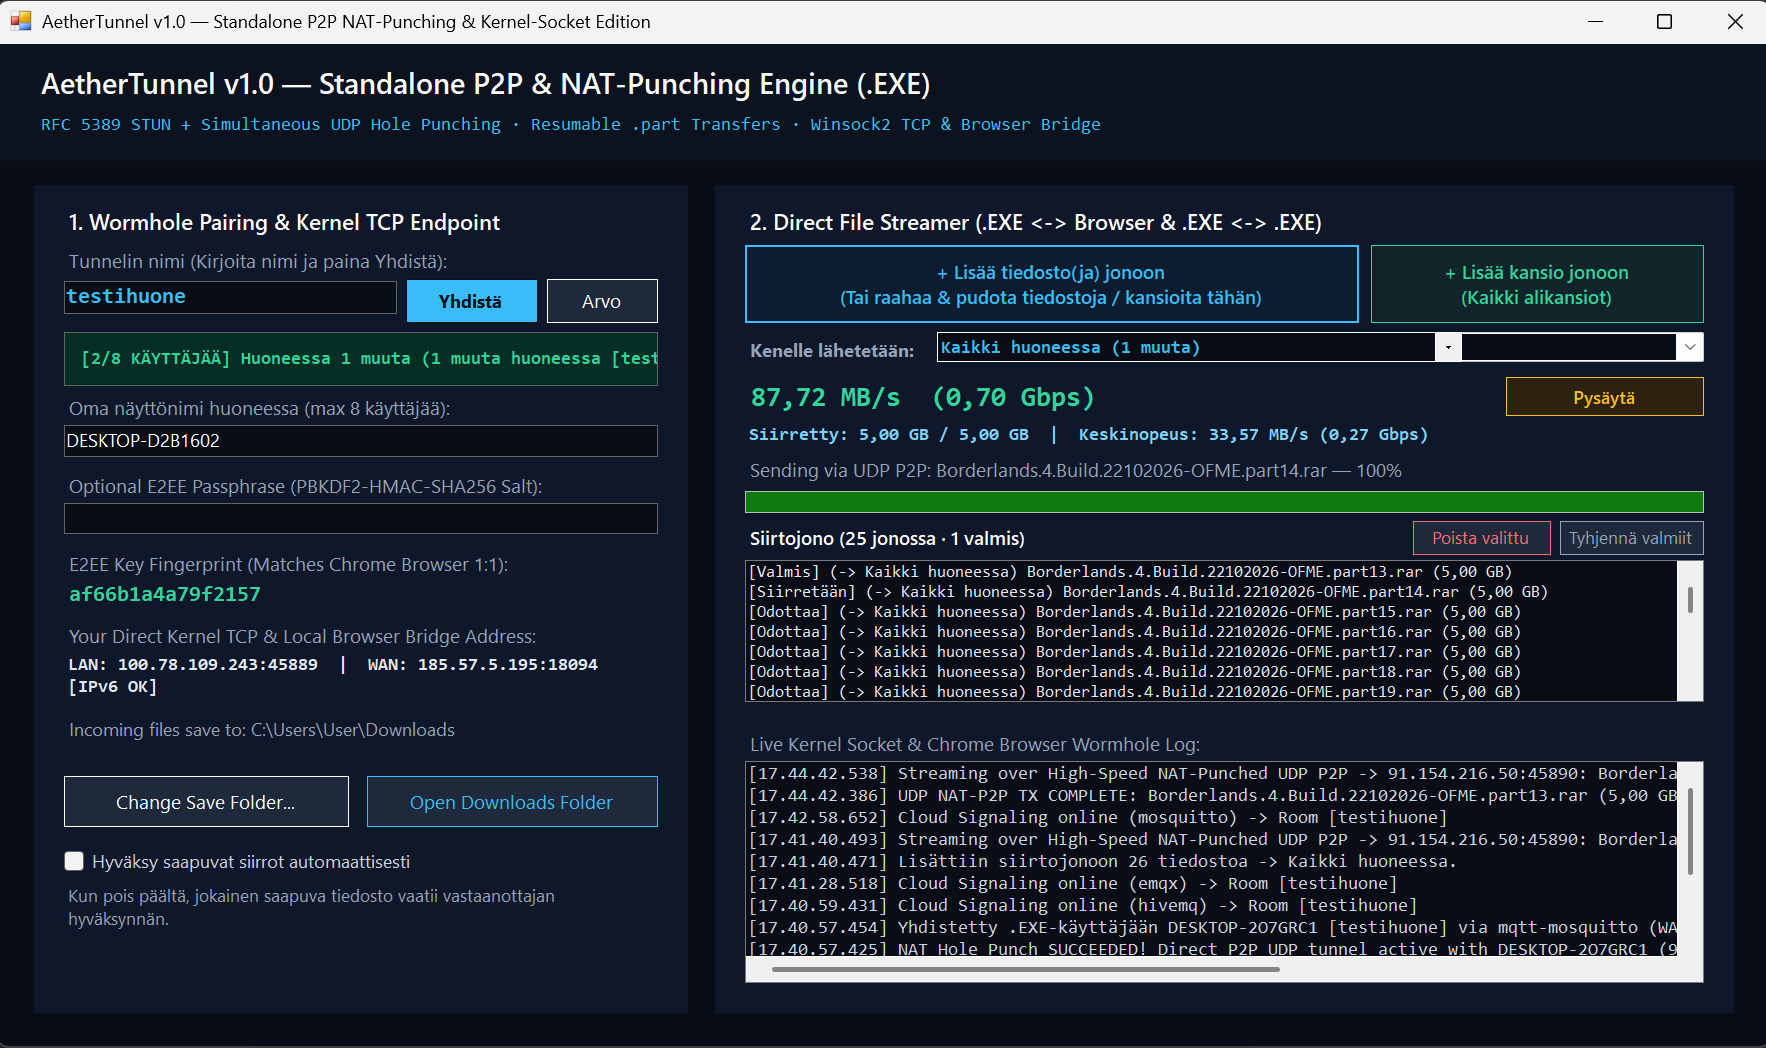 AetherTunnel v1.0 — Standalone P2P NAT-Punching & Kernel-Socket Edition
AetherTunnel v1.0 — Standalone P2P & NAT-Punching Engine (.EXE)
RFC 5389 STUN + Simultaneous UDP Hole Punching · Resumable .part Transfers · Winsock2 TCP & Browser Bridge
1. Wormhole Pairing & Kernel TCP Endpoint
Tunnelin nimi (Kirjoita nimi ja paina Yhdistä):
testihuone
Yhdistä
Arvo
[2/8 KÄYTTÄJÄÄ] Huoneessa 1 muuta (1 muuta huoneessa [test
Oma näyttönimi huoneessa (max 8 käyttäjää):
DESKTOP-D2B1602
Optional E2EE Passphrase (PBKDF2-HMAC-SHA256 Salt):
E2EE Key Fingerprint (Matches Chrome Browser 1:1):
af66b1a4a79f2157
Your Direct Kernel TCP & Local Browser Bridge Address:
LAN: 100.78.109.243:45889 | WAN: 185.57.5.195:18094
[IPv6 OK]
Incoming files save to: C:\Users\User\Downloads
Change Save Folder...
Open Downloads Folder
Hyväksy saapuvat siirrot automaattisesti
Kun pois päältä, jokainen saapuva tiedosto vaatii vastaanottajan
hyväksynnän.
2. Direct File Streamer (.EXE <-> Browser & .EXE <-> .EXE)
+ Lisää tiedosto(ja) jonoon
(Tai raahaa & pudota tiedostoja / kansioita tähän)
+ Lisää kansio jonoon
(Kaikki alikansiot)
Kenelle lähetetään:
Kaikki huoneessa (1 muuta)
87,72 MB/s (0,70 Gbps)
Pysäytä
Siirretty: 5,00 GB / 5,00 GB | Keskinopeus: 33,57 MB/s (0,27 Gbps)
Sending via UDP P2P: Borderlands.4.Build.22102026-OFME.part14.rar — 100%
Siirtojono (25 jonossa · 1 valmis)
Poista valittu
Tyhjennä valmiit
[Valmis] (-> Kaikki huoneessa) Borderlands.4.Build.22102026-OFME.part13.rar (5,00 GB)
[Siirretään] (-> Kaikki huoneessa) Borderlands.4.Build.22102026-OFME.part14.rar (5,00 GB)
[Odottaa] (-> Kaikki huoneessa) Borderlands.4.Build.22102026-OFME.part15.rar (5,00 GB)
[Odottaa] (-> Kaikki huoneessa) Borderlands.4.Build.22102026-OFME.part16.rar (5,00 GB)
[Odottaa] (-> Kaikki huoneessa) Borderlands.4.Build.22102026-OFME.part17.rar (5,00 GB)
[Odottaa] (-> Kaikki huoneessa) Borderlands.4.Build.22102026-OFME.part18.rar (5,00 GB)
[Odottaa] (-> Kaikki huoneessa) Borderlands.4.Build.22102026-OFME.part19.rar (5,00 GB)
Live Kernel Socket & Chrome Browser Wormhole Log:
[17.44.42.538] Streaming over High-Speed NAT-Punched UDP P2P -> 91.154.216.50:45890: Borderla
[17.44.42.386] UDP NAT-P2P TX COMPLETE: Borderlands.4.Build.22102026-OFME.part13.rar (5,00 GB
[17.42.58.652] Cloud Signaling online (mosquitto) -> Room [testihuone]
[17.41.40.493] Streaming over High-Speed NAT-Punched UDP P2P -> 91.154.216.50:45890: Borderla
[17.41.40.471] Lisättiin siirtojonoon 26 tiedostoa -> Kaikki huoneessa.
[17.41.28.518] Cloud Signaling online (emqx) -> Room [testihuone]
[17.40.59.431] Cloud Signaling online (hivemq) -> Room [testihuone]
[17.40.57.454] Yhdistetty .EXE-käyttäjään DESKTOP-2O7GRC1 [testihuone] via mqtt-mosquitto (WA
[17.40.57.425] NAT Hole Punch SUCCEEDED! Direct P2P UDP tunnel active with DESKTOP-2O7GRC1 (9